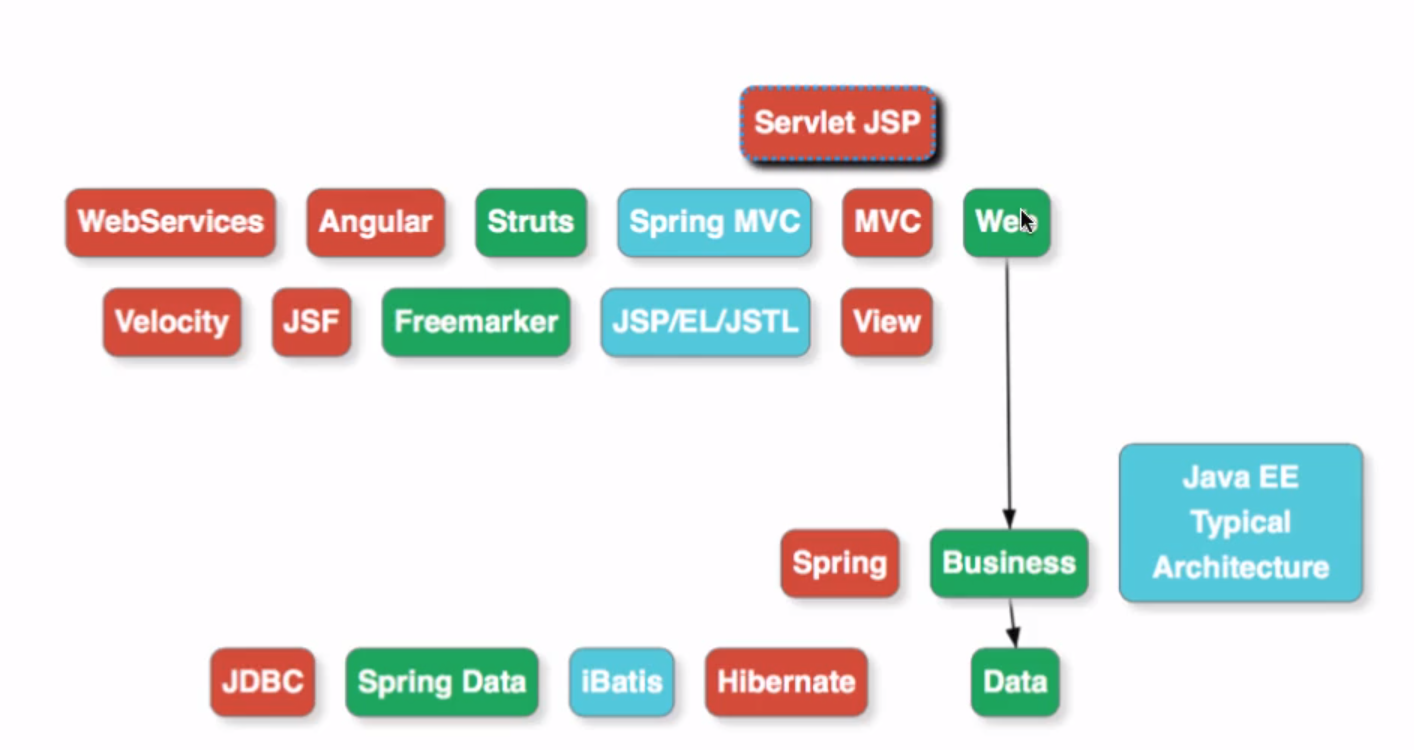 Servlet JSP
WebServices Angular Struts Spring MVC MVC Web
Velocity JSF Freemarker JSP/EL/JSTL View
Java EE
Typical
Architecture
Spring Business
JDBC Spring Data iBatis Hibernate Data